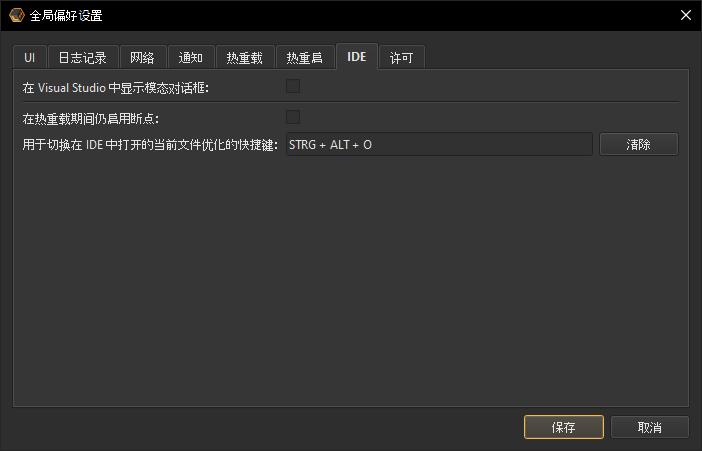 全局偏好设置
UI 日志记录 网络 通知 热重载 热重启 IDE 许可
在 Visual Studio 中显示模态对话框:
在热重载期间仍启用断点:
用于切换在 IDE 中打开的当前文件优化的快捷键: STRG + ALT + O 清除
保存 取消